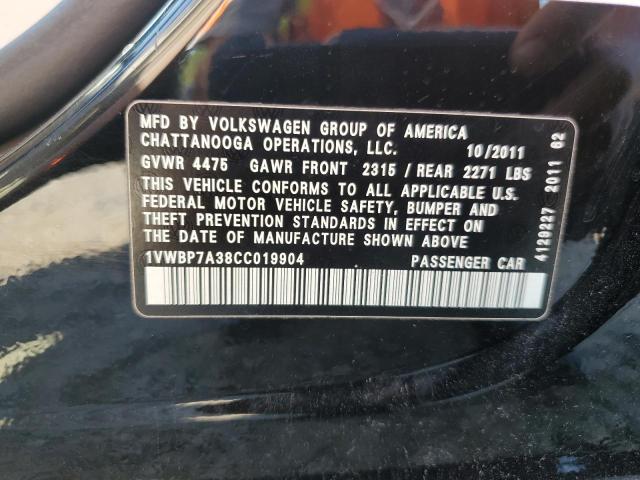 MFD BY VOLKSWAGEN GROUP OF AMERICA
CHATTANOOGA OPERATIONS, LLC. 10/2011
GVWR 4475 GAWR FRONT 2315 / REAR 2271 LBS
THIS VEHICLE CONFORMS TO ALL APPLICABLE U.S.
FEDERAL MOTOR VEHICLE SAFETY, BUMPER AND
THEFT PREVENTION STANDARDS IN EFFECT ON
THE DATE OF MANUFACTURE SHOWN ABOVE
1VWBP7A38CC019904 PASSENGER CAR
4129227 2011 62